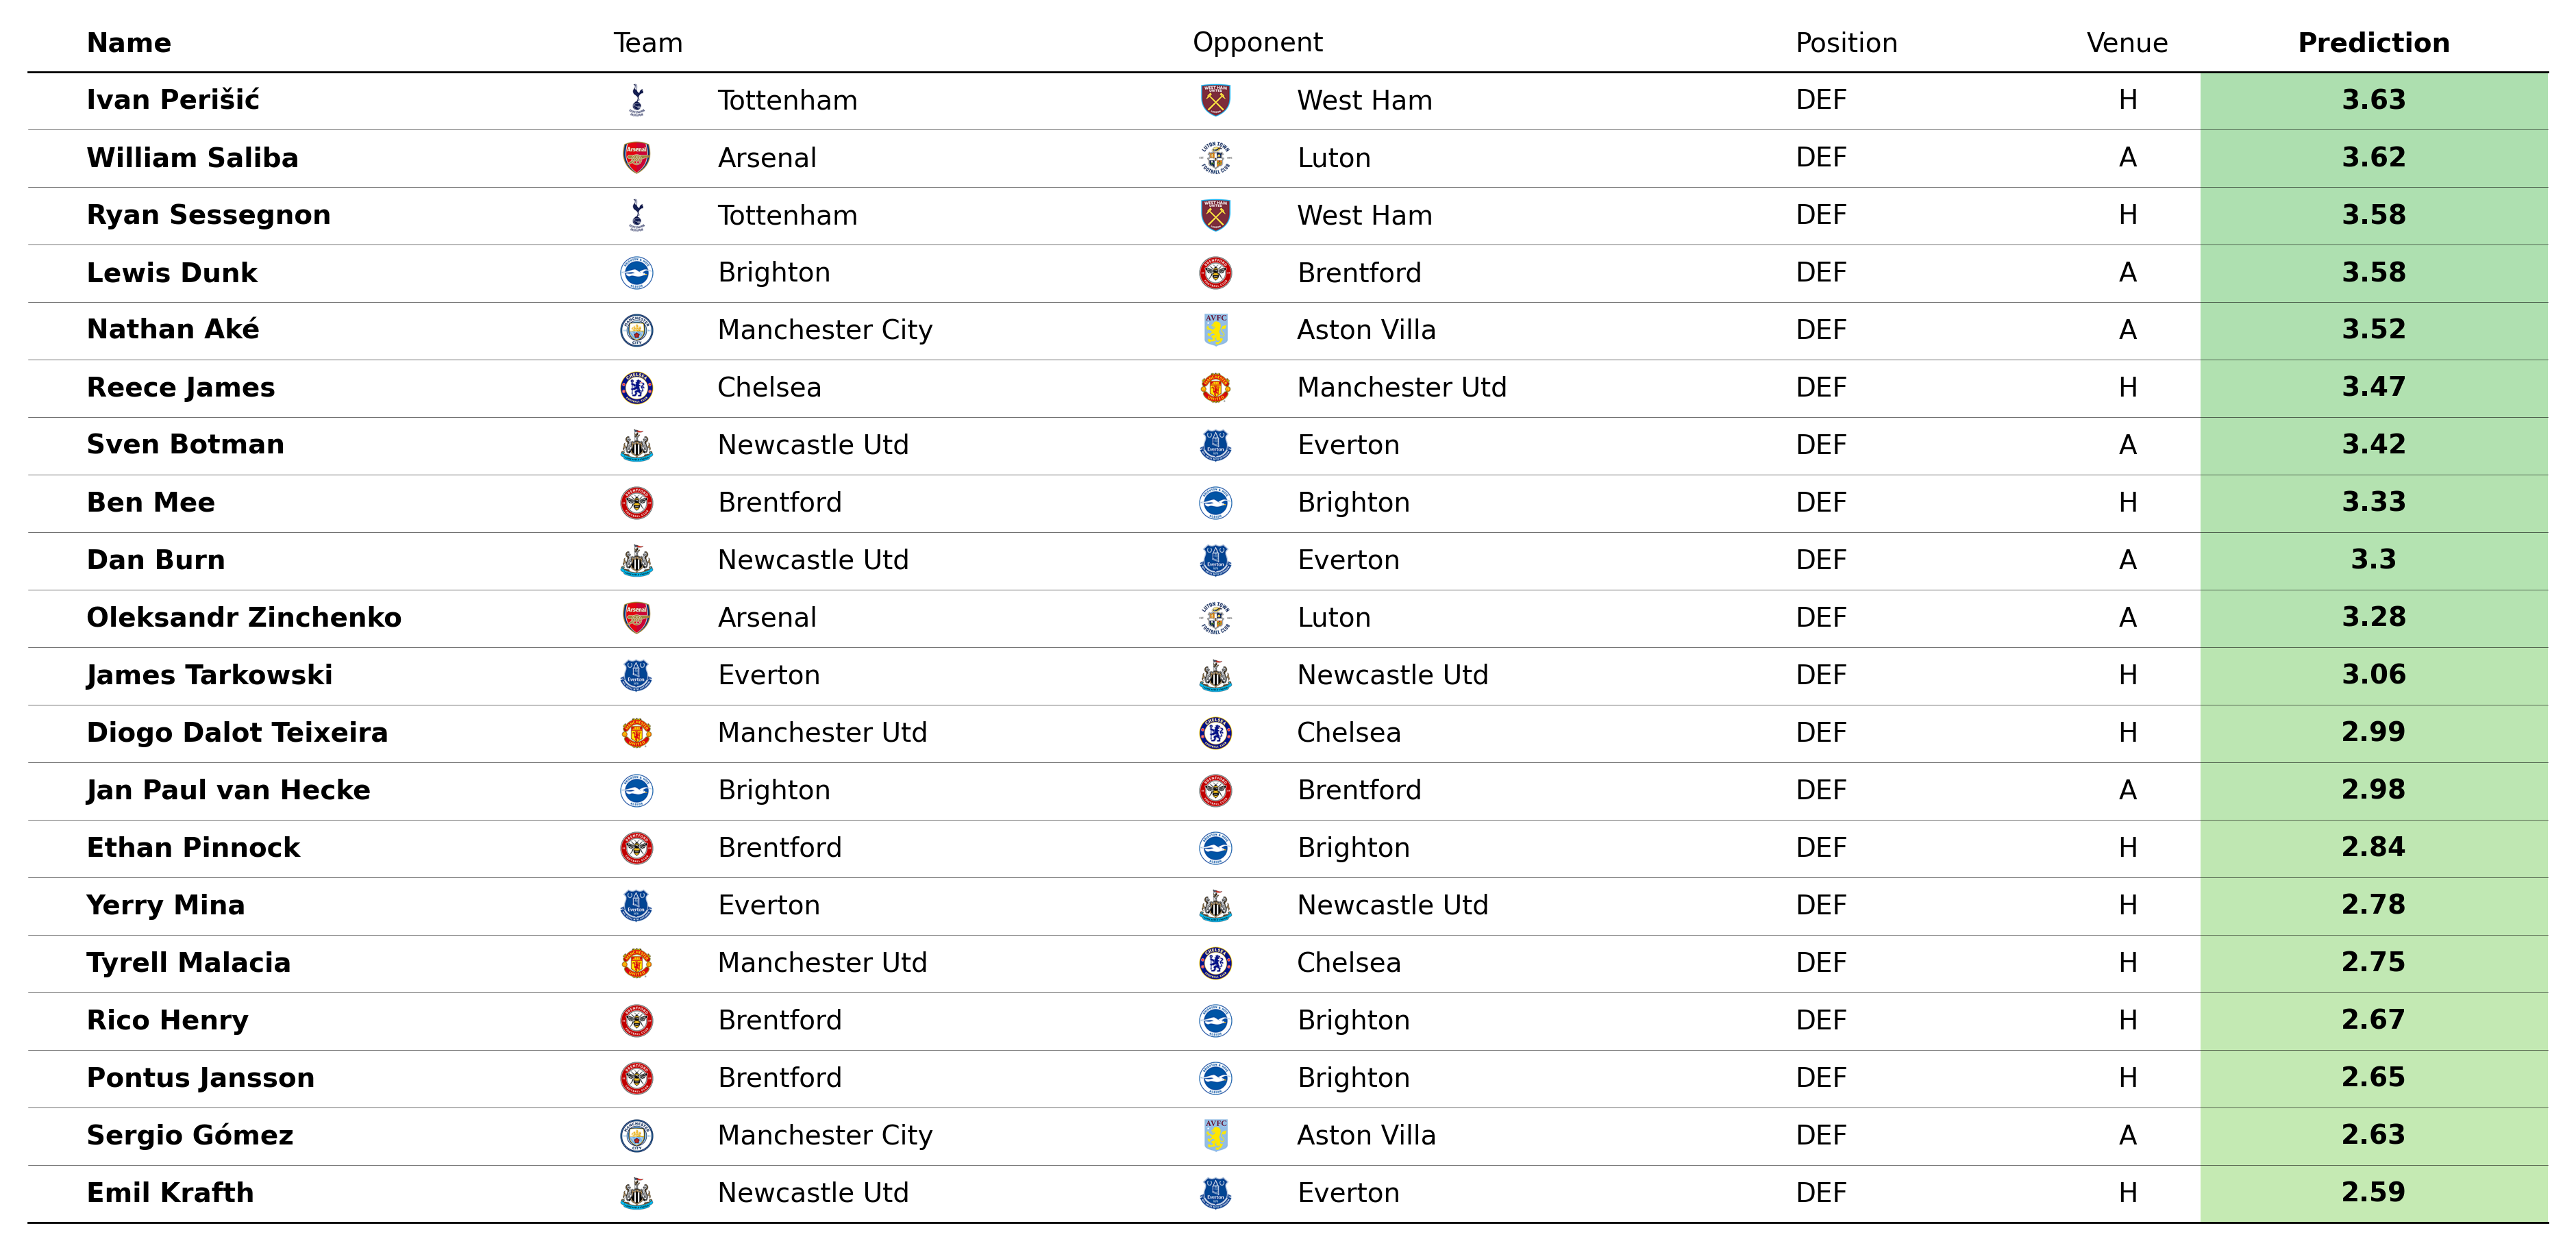 Name Team Opponent Position Venue Prediction
Ivan Perišić Tottenham West Ham DEF H 3.63
William Saliba Arsenal Luton DEF A 3.62
Ryan Sessegnon Tottenham West Ham DEF H 3.58
Lewis Dunk Brighton Brentford DEF A 3.58
Nathan Aké Manchester City Aston Villa DEF A 3.52
Reece James Chelsea Manchester Utd DEF H 3.47
Sven Botman Newcastle Utd Everton DEF A 3.42
Ben Mee Brentford Brighton DEF H 3.33
Dan Burn Newcastle Utd Everton DEF A 3.3
Oleksandr Zinchenko Arsenal Luton DEF A 3.28
James Tarkowski Everton Newcastle Utd DEF H 3.06
Diogo Dalot Teixeira Manchester Utd Chelsea DEF H 2.99
Jan Paul van Hecke Brighton Brentford DEF A 2.98
Ethan Pinnock Brentford Brighton DEF H 2.84
Yerry Mina Everton Newcastle Utd DEF H 2.78
Tyrell Malacia Manchester Utd Chelsea DEF H 2.75
Rico Henry Brentford Brighton DEF H 2.67
Pontus Jansson Brentford Brighton DEF H 2.65
Sergio Gómez Manchester City Aston Villa DEF A 2.63
Emil Krafth Newcastle Utd Everton DEF H 2.59